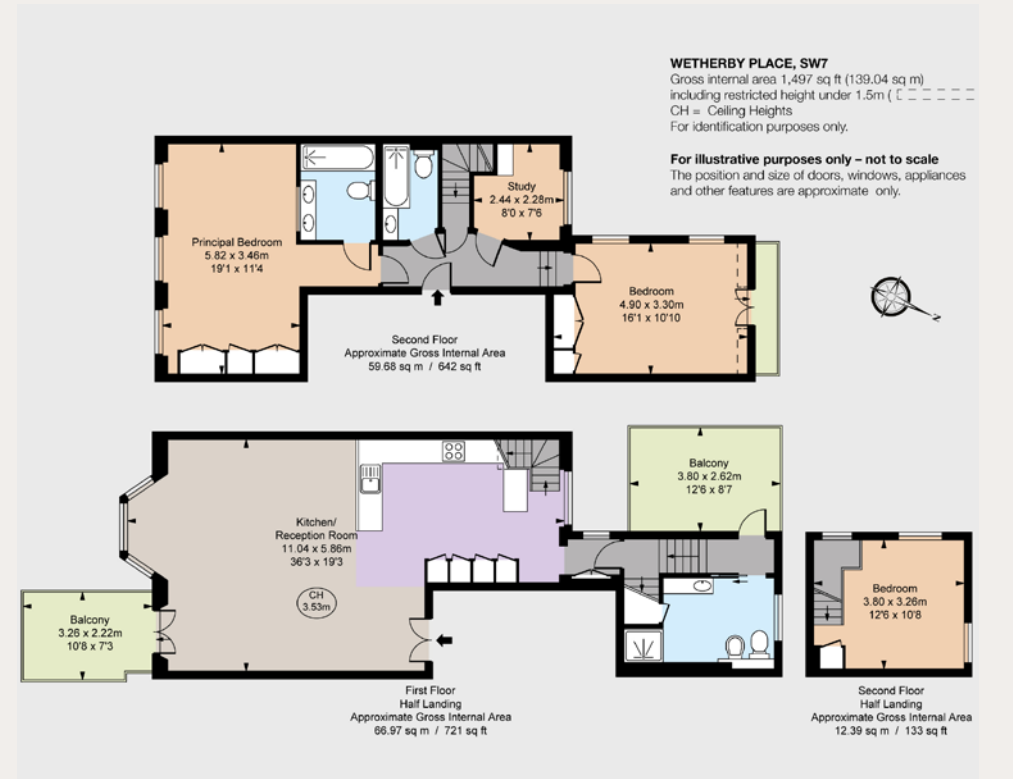 WETHERBY PLACE, SW7
Gross internal area 1,497 sq ft (139.04 sq m)
including restricted height under 1.5m (
CH = Ceiling Heights
For identification purposes only.
For illustrative purposes only – not to scale
The position and size of doors, windows, appliances
and other features are approximate only.
Study
2.44 x 2.28m
8'0 x 7'6
Principal Bedroom
5.82 x 3.46m
19'1 x 11'4
Bedroom
4.90 x 3.30m
16'1 x 10'10
N
Second Floor
Approximate Gross Internal Area
59.68 sq m / 642 sq ft
Balcony
3.80 x 2.62m
12'6 x 8'7
Kitchen/
Reception Room
11.04 x 5.86m
36'3 x 19'3
CH
3.53m
Bedroom
3.80 x 3.26m
12'6 x 10'8
Balcony
3.26 x 2.22m
10'8 x 7'3
First Floor
Half Landing
Approximate Gross Internal Area
66.97 sq m / 721 sq ft
Second Floor
Half Landing
Approximate Gross Internal Area
12.39 sq m / 133 sq ft